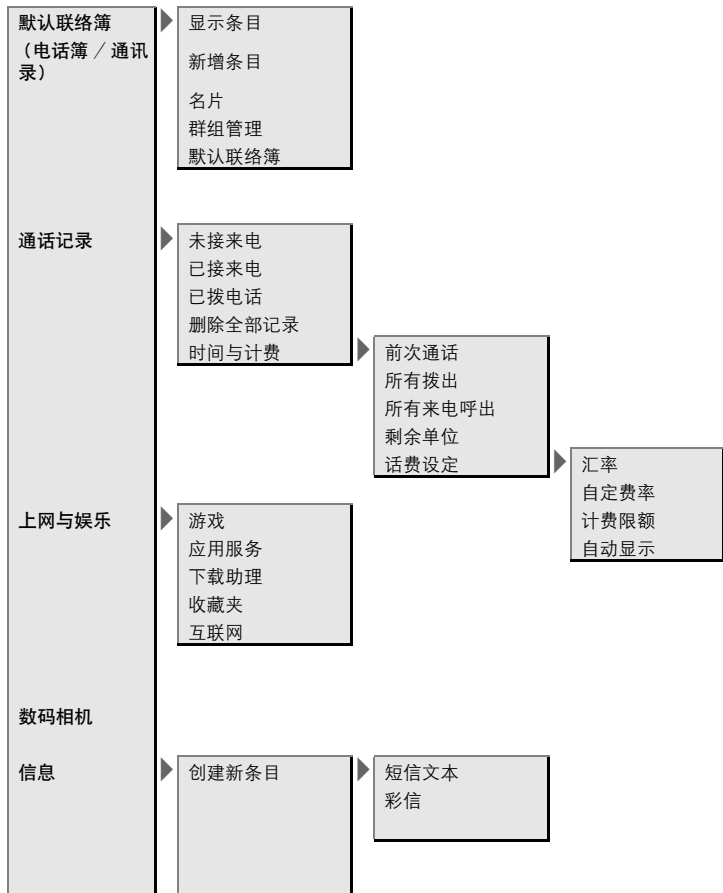 默认联络簿
（电话簿 / 通讯
录）
显示条目
新增条目
名片
群组管理
默认联络簿
通话记录
未接来电
已接来电
已拨电话
删除全部记录
时间与计费
前次通话
所有拨出
所有来电呼出
剩余单位
话费设定
汇率
自定费率
计费限额
自动显示
上网与娱乐
游戏
应用服务
下载助理
收藏夹
互联网
数码相机
信息
创建新条目
短信文本
彩信